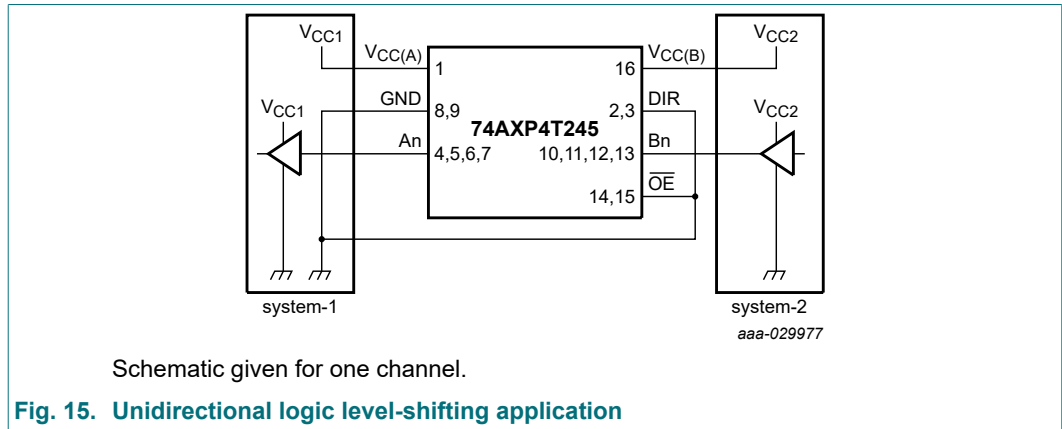 VCC1
VCC(A)
1
16
VCC(B)
VCC2
GND
8,9
2,3
DIR
VCC1
74AXP4T245
VCC2
An
4,5,6,7
10,11,12,13
Bn
14,15
OE
system-1
system-2
aaa-029977
Schematic given for one channel.
Fig. 15. Unidirectional logic level-shifting application